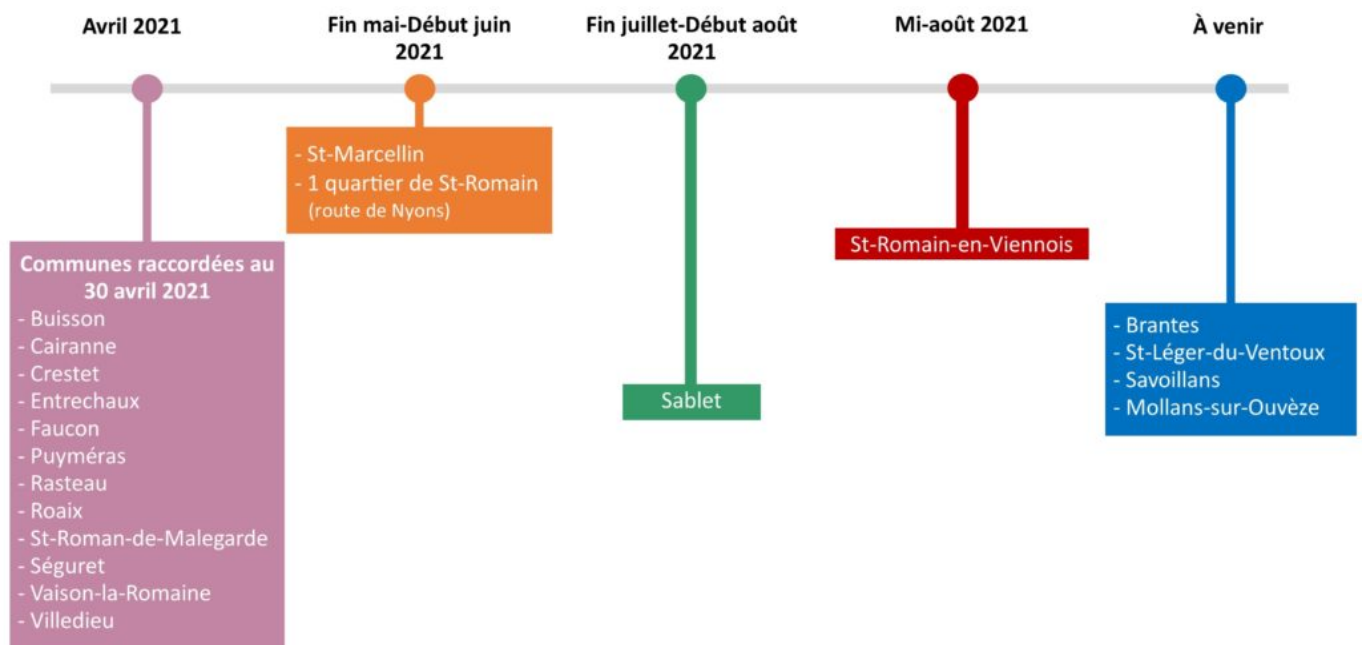 Avril 2021
Fin mai-Début juin
2021
Fin juillet-Début août
2021
Mi-août 2021
À venir
Communes raccordées au
30 avril 2021
- Buisson
- Cairanne
- Crestet
- Entrechaux
- Faucon
- Puyméras
- Rasteau
- Roaix
- St-Roman-de-Malegarde
- Séguret
- Vaison-la-Romaine
- Villedieu
- St-Marcellin
- 1 quartier de St-Romain
(route de Nyons)
Sablet
St-Romain-en-Viennois
- Brantes
- St-Léger-du-Ventoux
- Savoillans
- Mollans-sur-Ouvèze